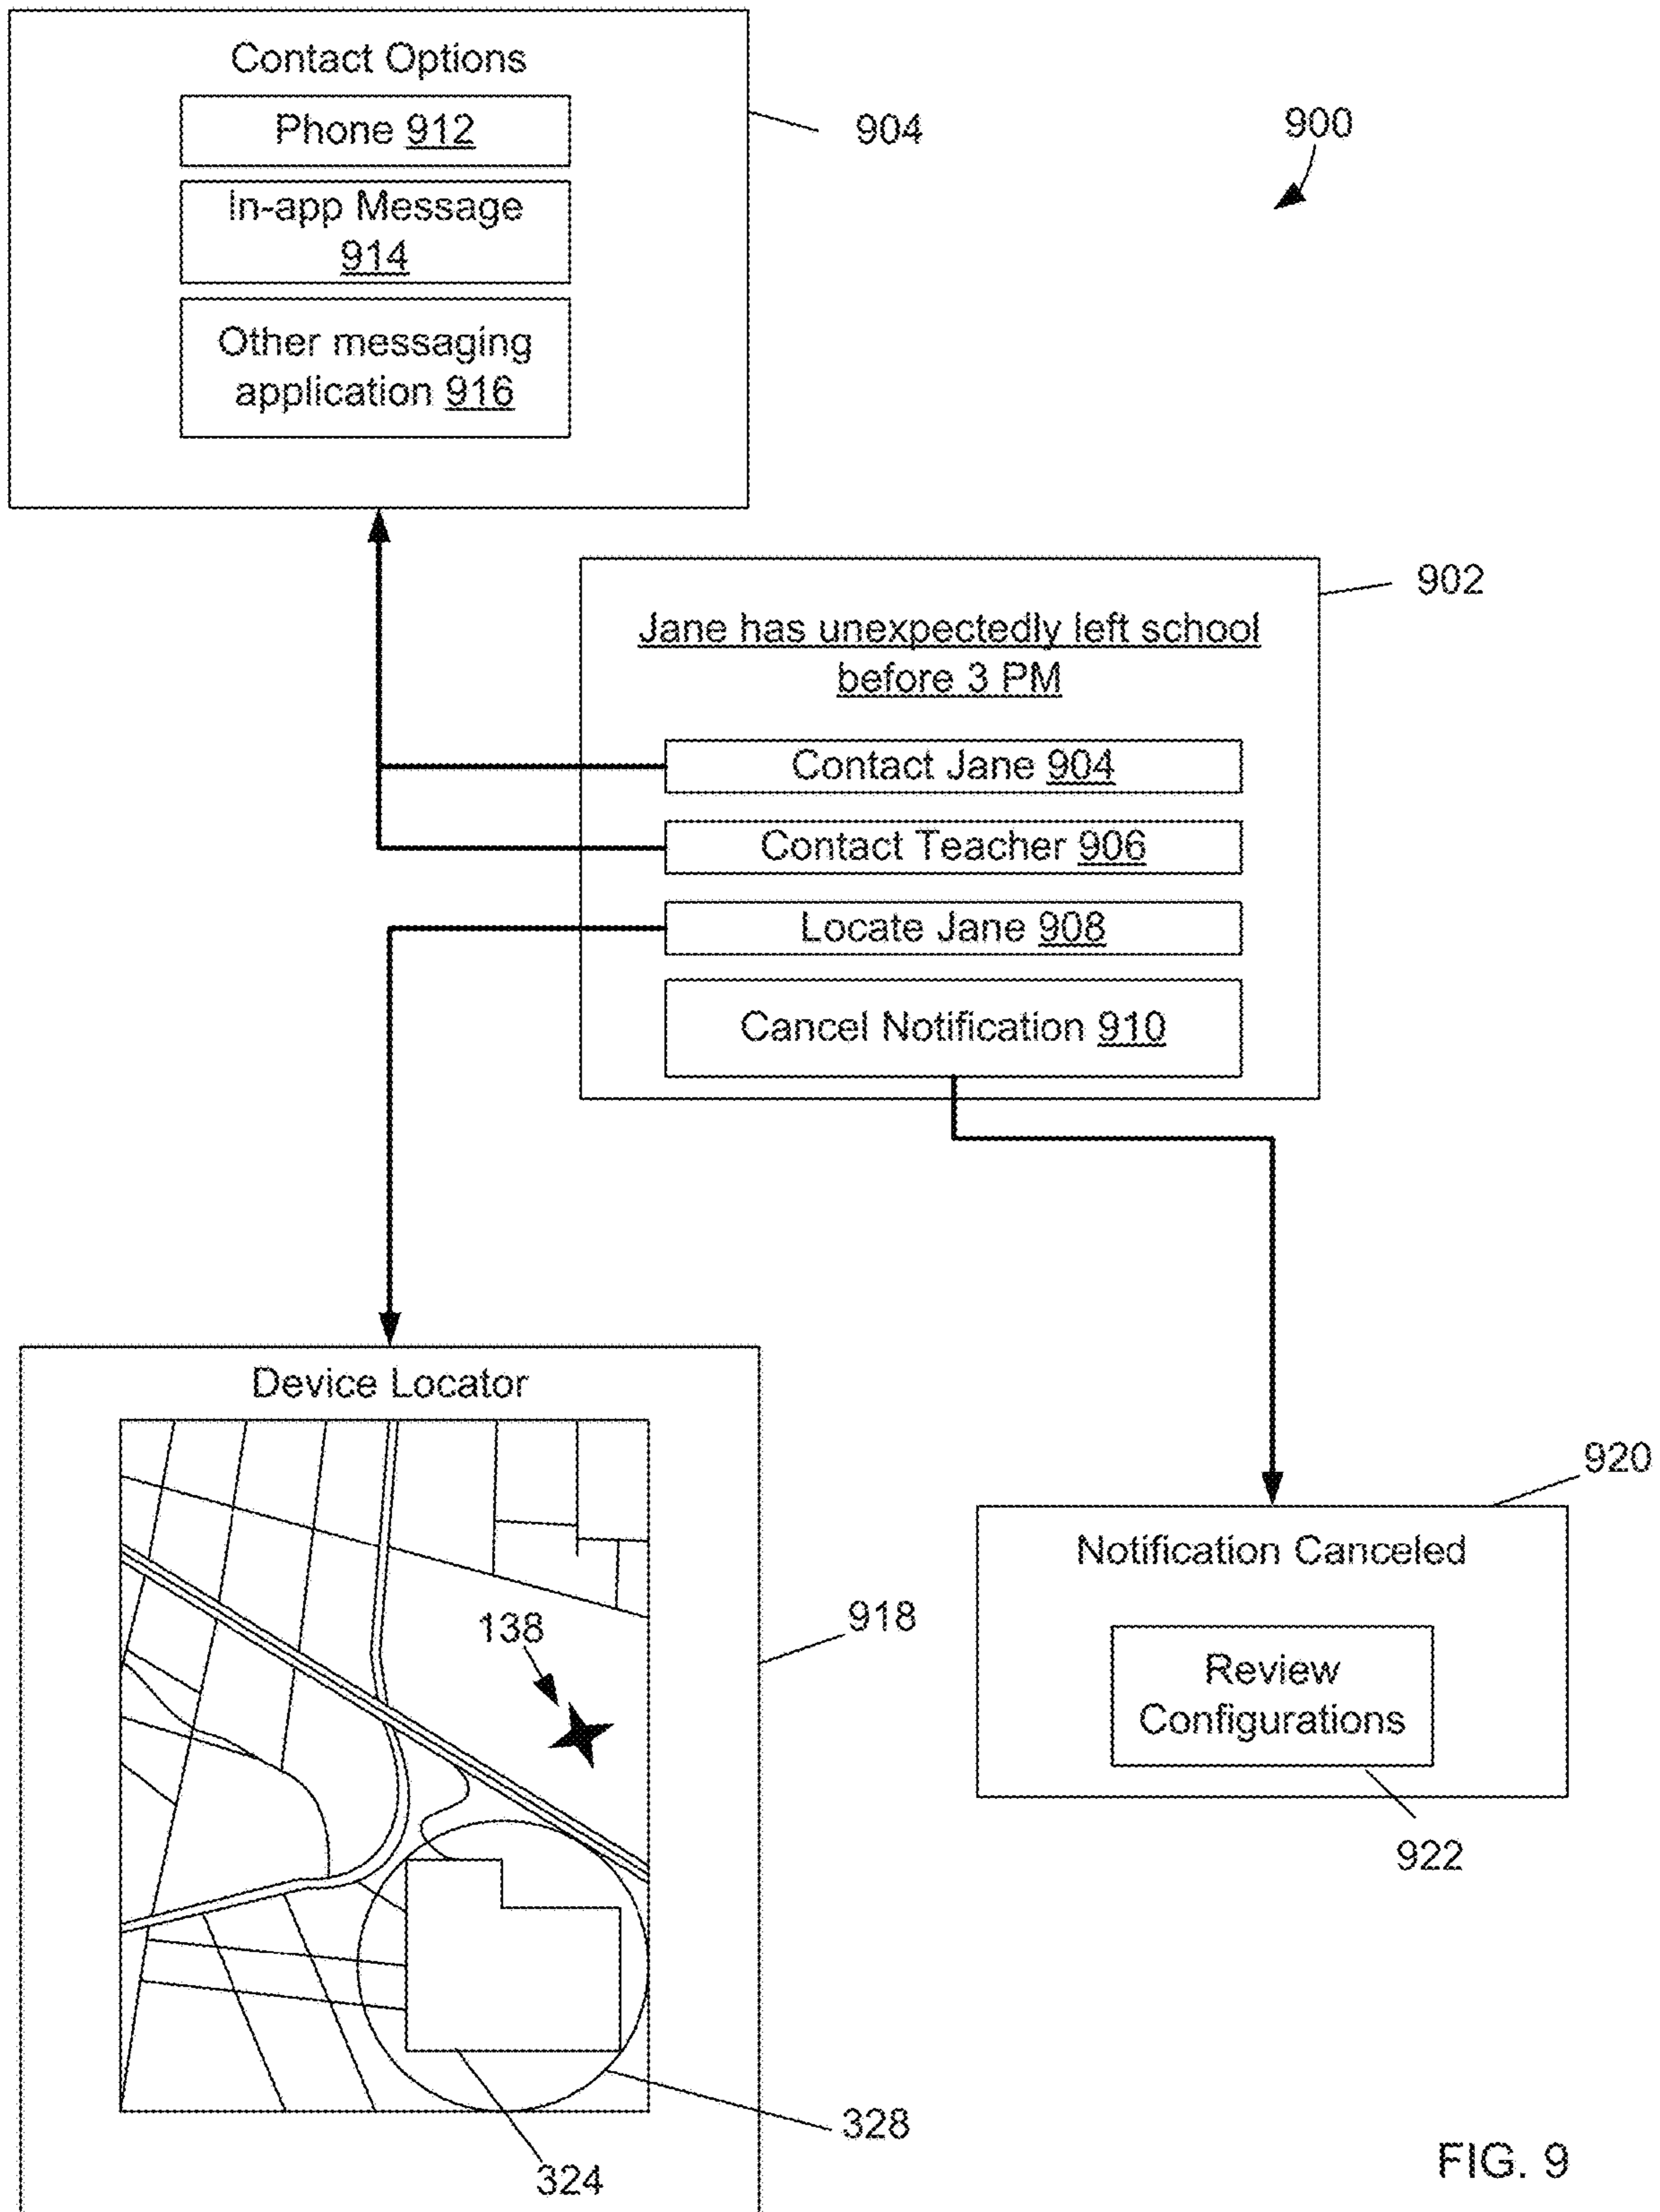 Contact Options
Phone 912
In-app Message
914
Other messaging
application 916
904
900
902
Jane has unexpectedly left school
before 3 PM
Contact Jane 904
Contact Teacher 906
Locate Jane 908
Cancel Notification 910
Device Locator
138
918
328
324
920
Notification Canceled
Review
Configurations
922
FIG. 9